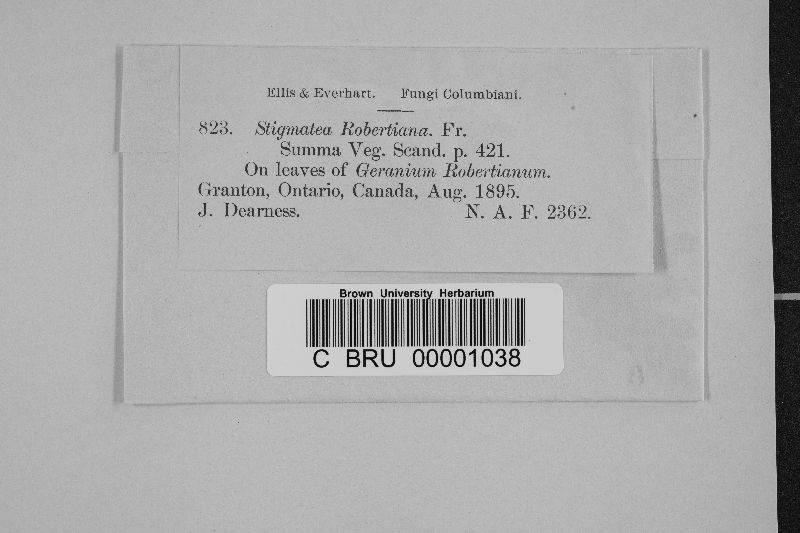 Ellis & Everhart. Fungi Columbiani.
823. Stigmatea Robertiana. Fr.
Summa Veg. Scand. p. 421.
On leaves of Geranium Robertianum.
Granton, Ontario, Canada, Aug. 1895.
J. Dearness. N. A. F. 2362.
Brown University Herbarium
C BRU 00001038